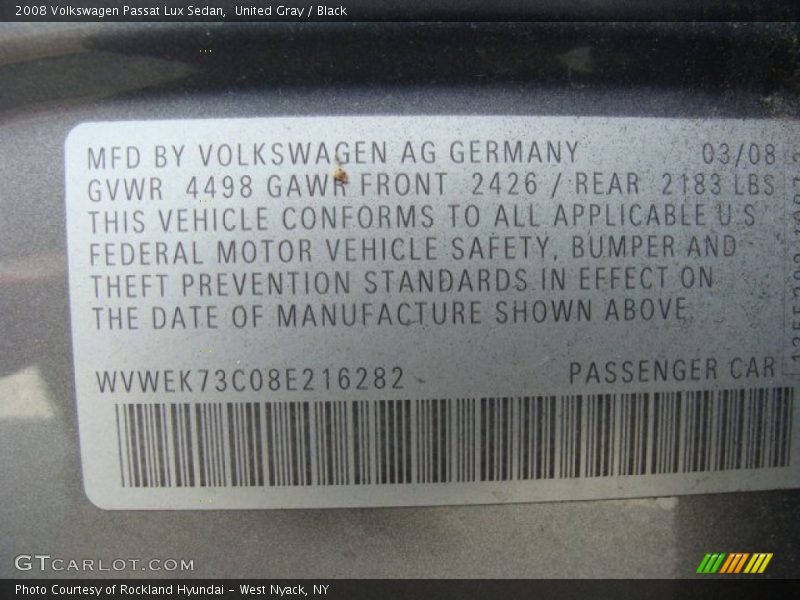 2008 Volkswagen Passat Lux Sedan,  United Gray / Black
MFD BY VOLKSWAGEN AG GERMANY 03/08
GVWR 4498 GAWR FRONT 2426 / REAR 2183 LBS
THIS VEHICLE CONFORMS TO ALL APPLICABLE U.S
FEDERAL MOTOR VEHICLE SAFETY, BUMPER AND
THEFT PREVENTION STANDARDS IN EFFECT ON
THE DATE OF MANUFACTURE SHOWN ABOVE
WVWEK73C08E216282 PASSENGER CAR
GTCARLOT.COM
Photo Courtesy of Rockland Hyundai - West Nyack, NY